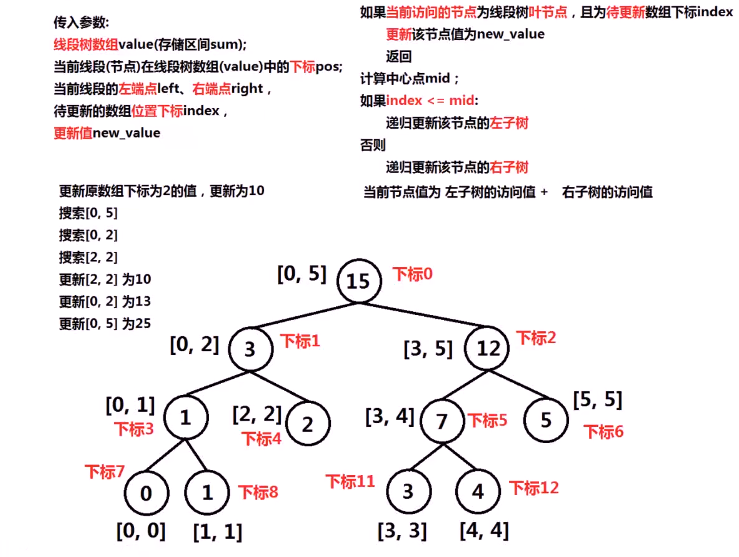 传入参数:
线段树数组value(存储区间sum);
当前线段(节点)在线段树数组(value)中的下标pos;
当前线段的左端点left、右端点right，
待更新的数组位置下标index，
更新值new_value
如果当前访问的节点为线段树叶节点，且为待更新数组下标index
更新该节点值为new_value
返回
计算中心点mid；
如果index <= mid:
递归更新该节点的左子树
否则
递归更新该节点的右子树
当前节点值为 左子树的访问值 + 右子树的访问值
更新原数组下标为2的值，更新为10
搜索[0, 5]
搜索[0, 2]
搜索[2, 2]
更新[2, 2] 为10
更新[0, 2] 为13
更新[0, 5] 为25
[0, 5] 15 下标0
[0, 2] 3 下标1
[3, 5] 12 下标2
[0, 1] 1 下标3
[2, 2] 2 下标4
[3, 4] 7 下标5
5 [5, 5] 下标6
下标7 0 1 下标8
下标11 3 4 下标12
[0, 0] [1, 1] [3, 3] [4, 4]